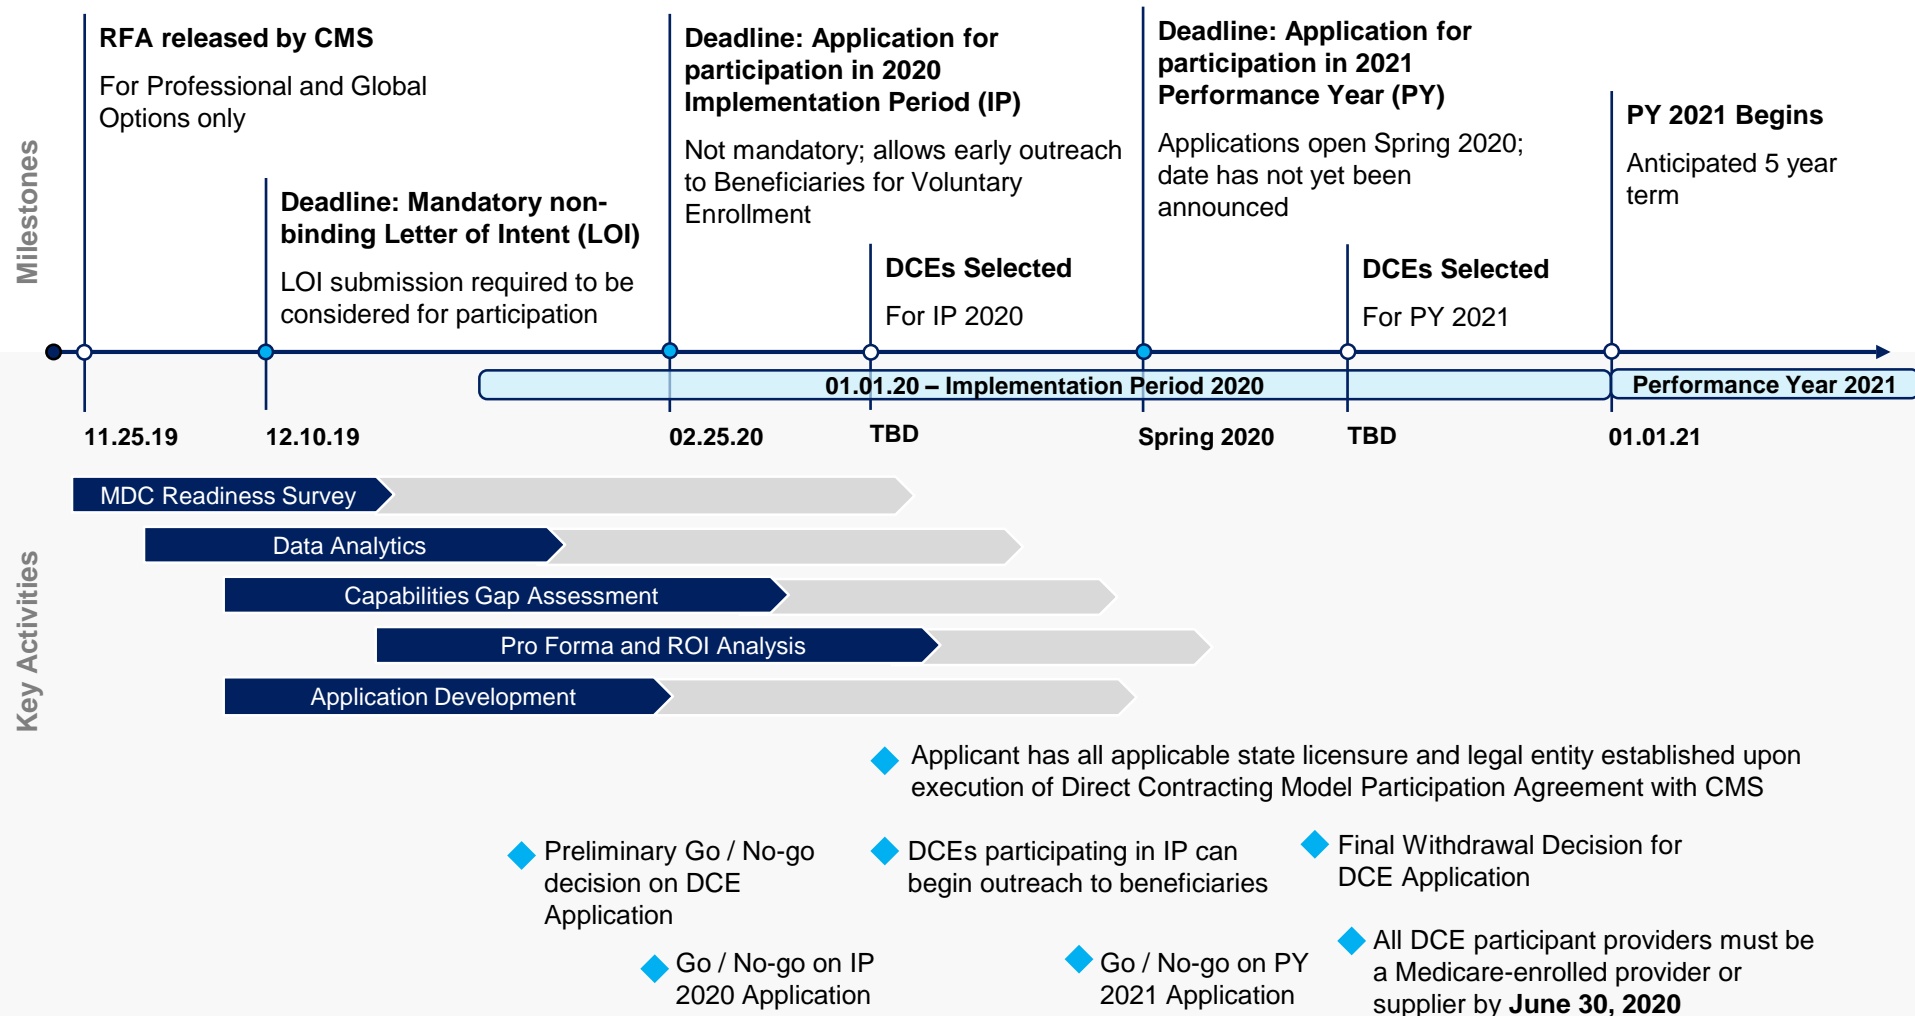 Milestones
RFA released by CMS
For Professional and Global
Options only
Deadline: Mandatory non-
binding Letter of Intent (LOI)
LOI submission required to be
considered for participation
Deadline: Application for
participation in 2020
Implementation Period (IP)
Not mandatory; allows early outreach
to Beneficiaries for Voluntary
Enrollment
DCEs Selected
For IP 2020
Deadline: Application for
participation in 2021
Performance Year (PY)
Applications open Spring 2020;
date has not yet been
announced
DCEs Selected
For PY 2021
PY 2021 Begins
Anticipated 5 year
term
01.01.20 – Implementation Period 2020
Performance Year 2021
11.25.19
12.10.19
02.25.20
TBD
Spring 2020
TBD
01.01.21
Key Activities
MDC Readiness Survey
Data Analytics
Capabilities Gap Assessment
Pro Forma and ROI Analysis
Application Development
Applicant has all applicable state licensure and legal entity established upon
execution of Direct Contracting Model Participation Agreement with CMS
Preliminary Go / No-go
decision on DCE
Application
DCEs participating in IP can
begin outreach to beneficiaries
Final Withdrawal Decision for
DCE Application
Go / No-go on IP
2020 Application
Go / No-go on PY
2021 Application
All DCE participant providers must be
a Medicare-enrolled provider or
supplier by June 30, 2020